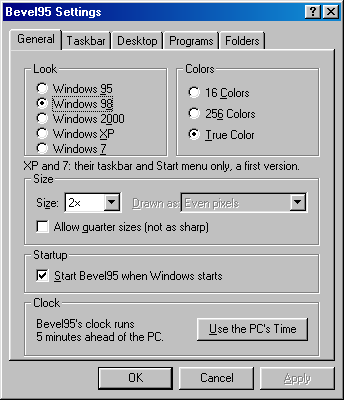 Bevel95 Settings
General Taskbar Desktop Programs Folders
Look
Windows 95
Windows 98
Windows 2000
Windows XP
Windows 7
Colors
16 Colors
256 Colors
True Color
XP and 7: their taskbar and Start menu only, a first version.
Size
Size: 2x Drawn as: Even pixels
Allow quarter sizes (not as sharp)
Startup
Start Bevel95 when Windows starts
Clock
Bevel95's clock runs
5 minutes ahead of the PC.
Use the PC's Time
OK Cancel Apply